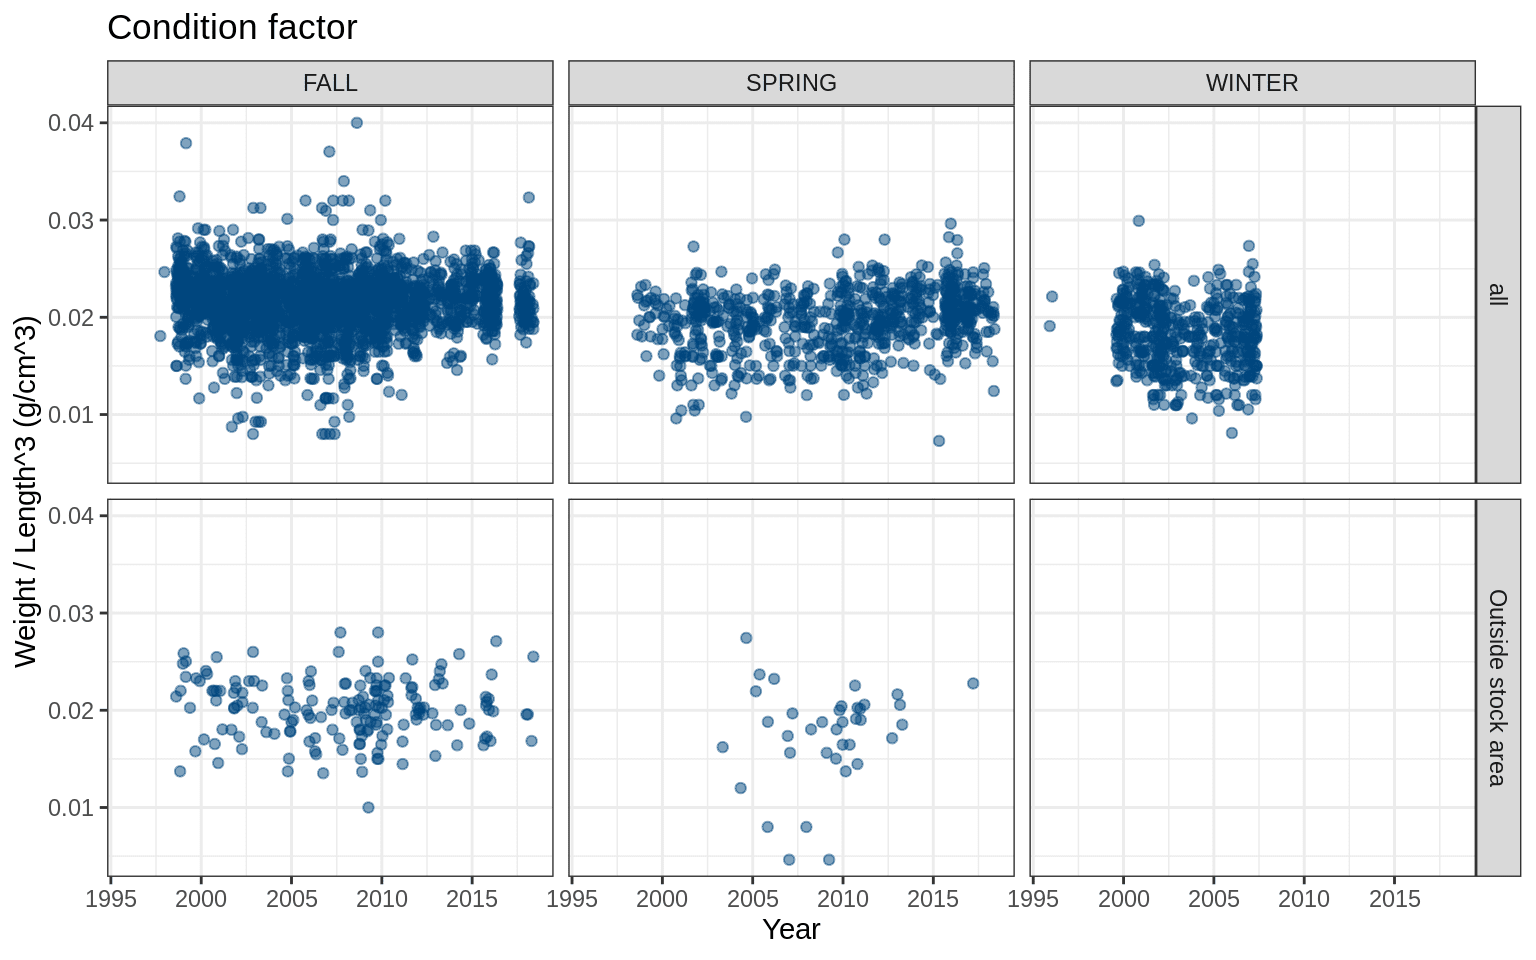 Condition factor
FALL
SPRING
WINTER
0.04
0.03
0.02
0.01
all
Weight / Length^3 (g/cm^3)
0.04
0.03
0.02
0.01
Outside stock area
1995 2000 2005 2010 2015 1995 2000 2005 2010 2015 1995 2000 2005 2010 2015
Year